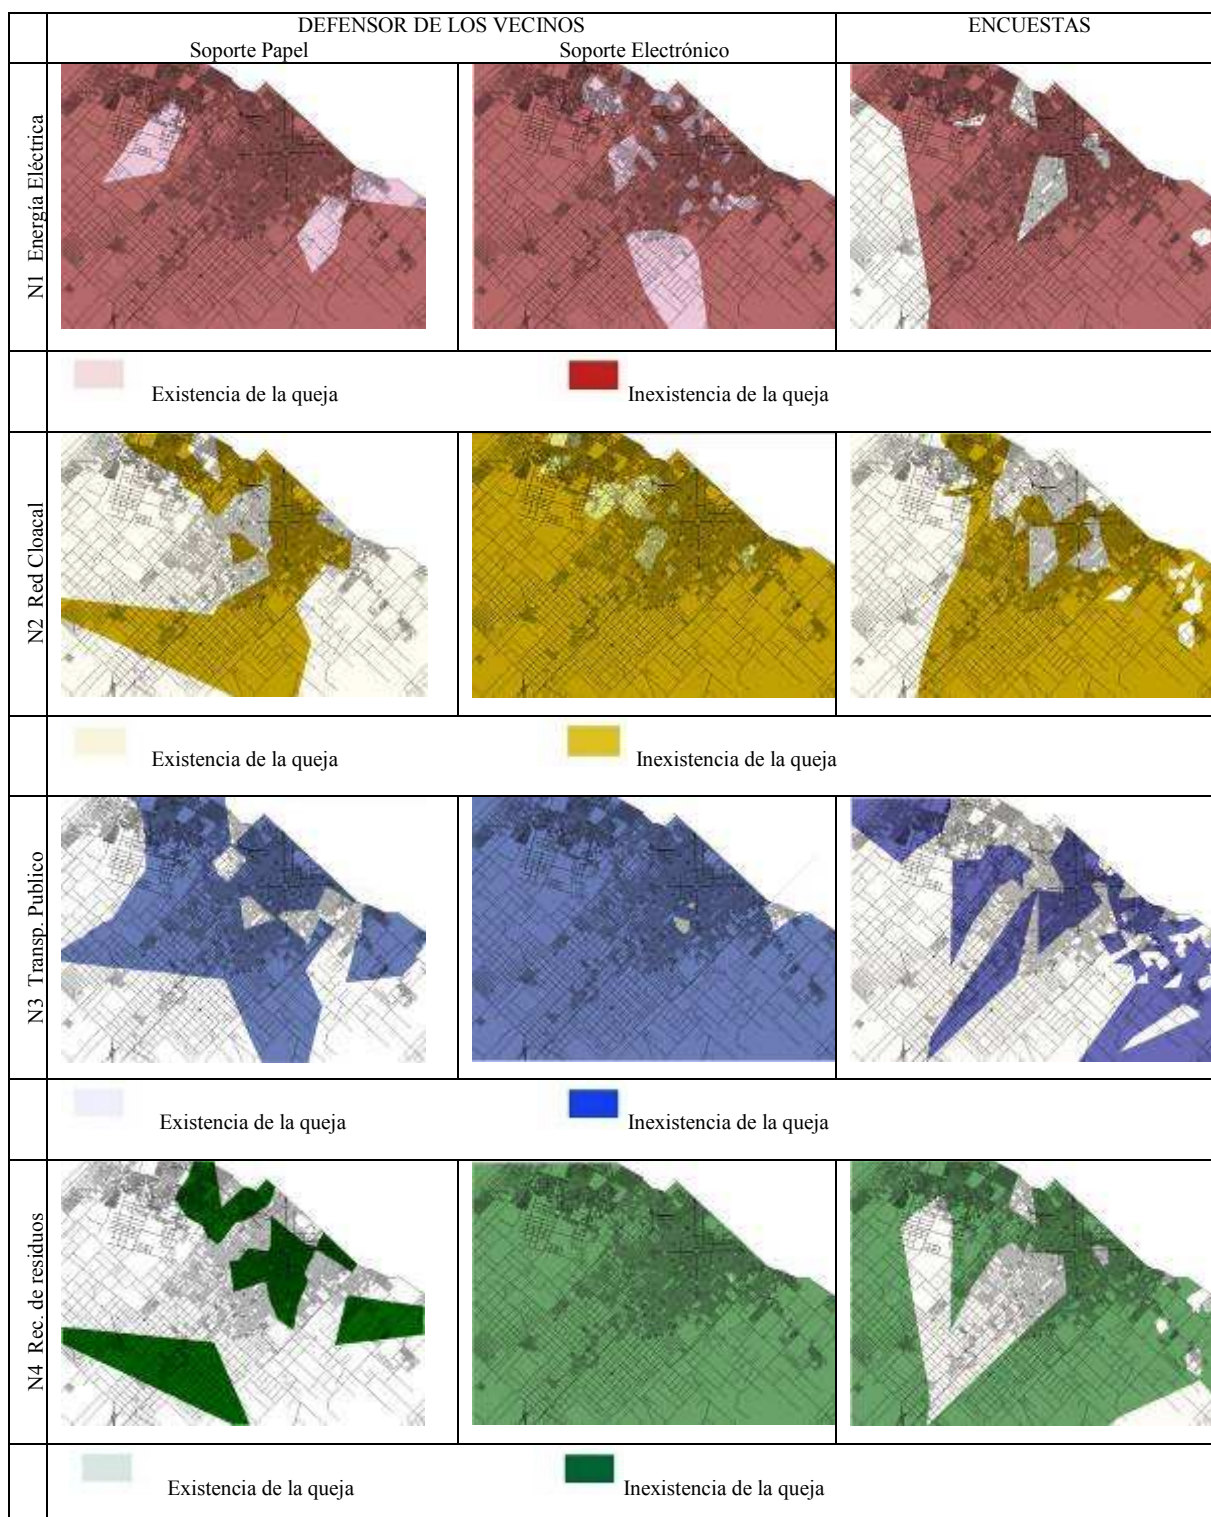 DEFENSOR DE LOS VECINOS ENCUESTAS
Soporte Papel Soporte Electrónico
N1 Energía Eléctrica
Existencia de la queja Inexistencia de la queja
N2 Red Cloacal
Existencia de la queja Inexistencia de la queja
N3 Transp. Publico
Existencia de la queja Inexistencia de la queja
N4 Rec. de residuos
Existencia de la queja Inexistencia de la queja